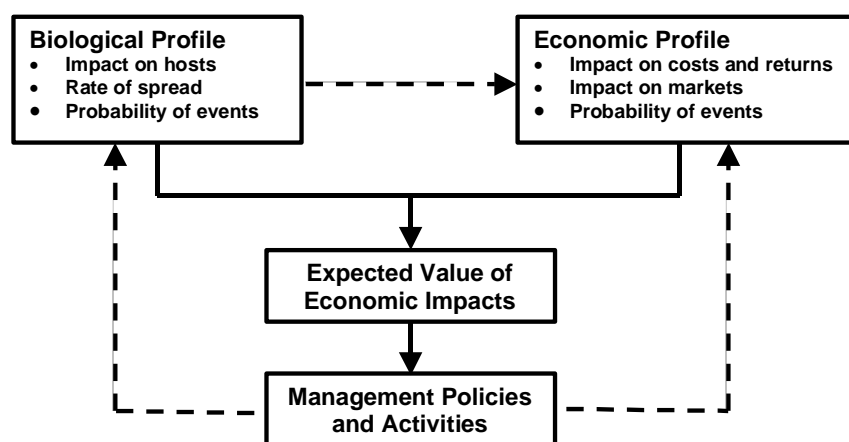 Biological Profile
• Impact on hosts
• Rate of spread
• Probability of events
Economic Profile
• Impact on costs and returns
• Impact on markets
• Probability of events
Expected Value of
Economic Impacts
Management Policies
and Activities